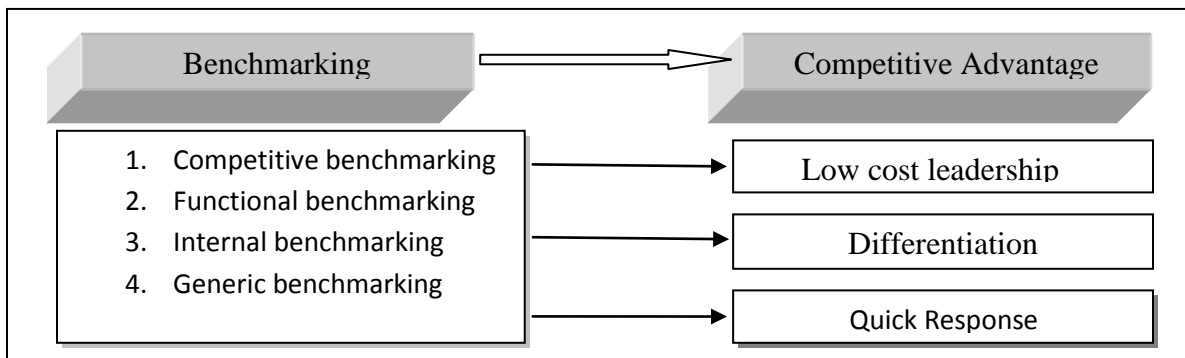 Benchmarking
Competitive Advantage
1. Competitive benchmarking
2. Functional benchmarking
3. Internal benchmarking
4. Generic benchmarking
Low cost leadership
Differentiation
Quick Response